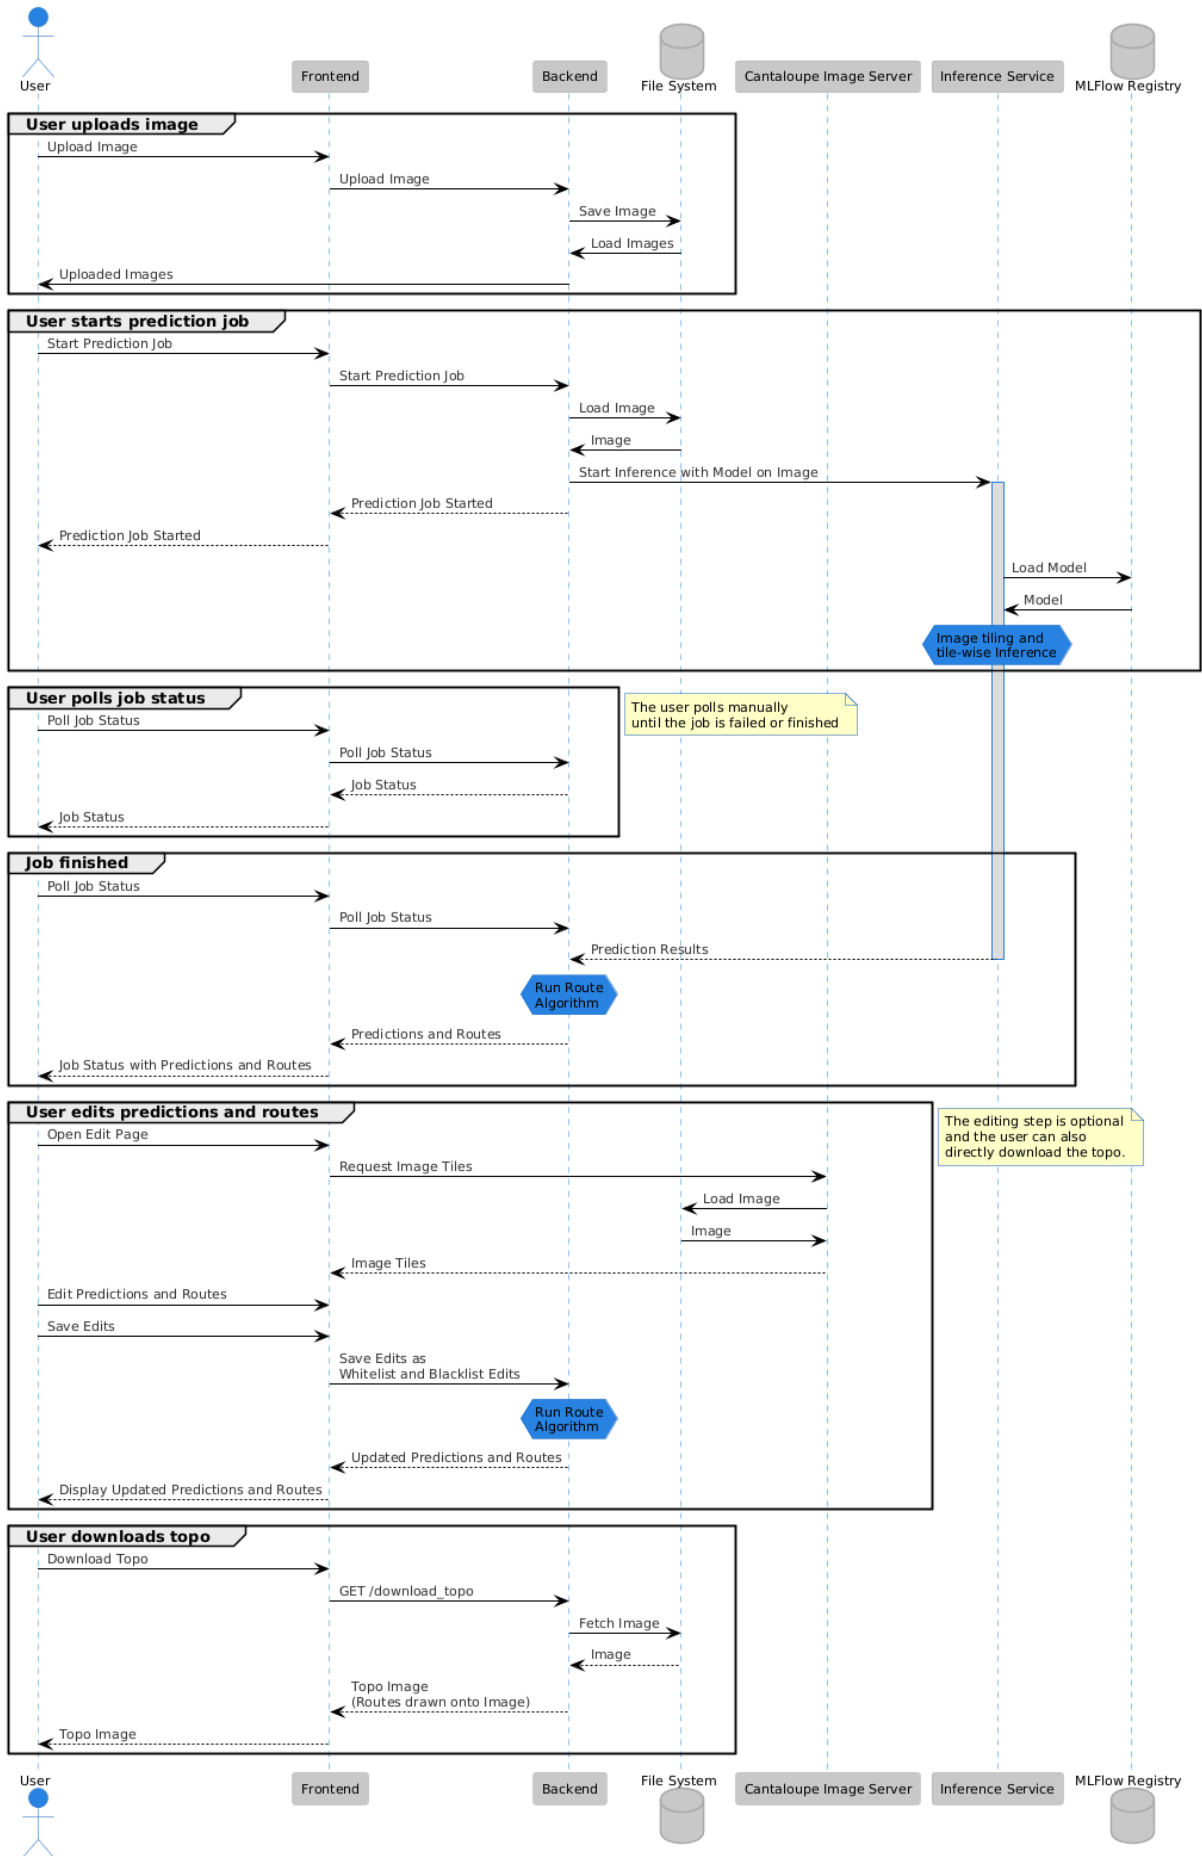 User
Frontend
Backend
File System
Cantaloupe Image Server
Inference Service
MLFlow Registry
User uploads image
Upload Image
Upload Image
Save Image
Load Images
Uploaded Images
User starts prediction job
Start Prediction Job
Start Prediction Job
Load Image
Image
Start Inference with Model on Image
Prediction Job Started
Prediction Job Started
Load Model
Model
Image tiling and
tile-wise Inference
User polls job status
The user polls manually
until the job is failed or finished
Poll Job Status
Poll Job Status
Job Status
Job Status
Job finished
Poll Job Status
Poll Job Status
Prediction Results
Run Route
Algorithm
Predictions and Routes
Job Status with Predictions and Routes
User edits predictions and routes
The editing step is optional
and the user can also
directly download the topo.
Open Edit Page
Request Image Tiles
Load Image
Image
Image Tiles
Edit Predictions and Routes
Save Edits
Save Edits as
Whitelist and Blacklist Edits
Run Route
Algorithm
Updated Predictions and Routes
Display Updated Predictions and Routes
User downloads topo
Download Topo
GET /download_topo
Fetch Image
Image
Topo Image
(Routes drawn onto Image)
Topo Image
User
Frontend
Backend
File System
Cantaloupe Image Server
Inference Service
MLFlow Registry